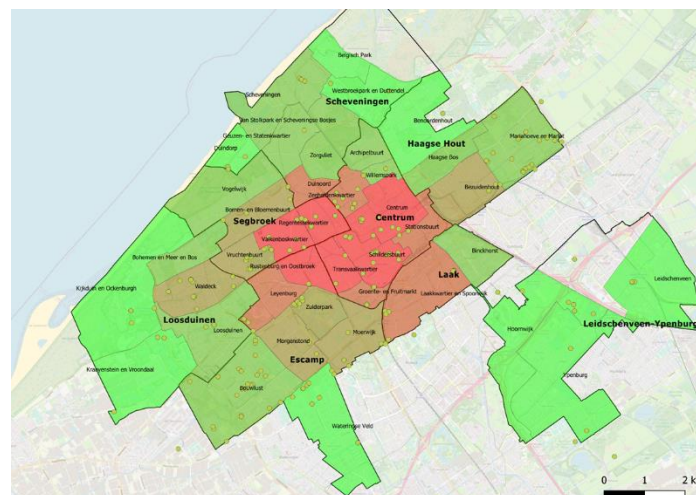 Belgisch Park
Scheveningen
Westbroekpark en Duttendel
Scheveningen
Van Stolkpark en Scheveningse Bosjes
Benoordenhout
Geuzen- en Statenkwartier
Duindorp
Haagse Hout
Mariahoeve en Marlot
Zorgvliet
Archipelbuurt
Haagse Bos
Willemspark
Vogelwijk
Duinoord
Zeeheldenkwartier
Bezuidenhout
Bomen- en Bloemenbuurt
Centrum
Segbroek
Regentessekwartier
Centrum
Stationsbuurt
Valkenboskwartier
Bohemen en Meer en Bos
Vruchtenbuurt
Schildersbuurt
Binckhorst
Rustenburg en Oostbroek
Transvaalkwartier
Laak
Leidschenveen
Kijkduin en Ockenburgh
Waldeck
Leyenburg
Groente- en Fruitmarkt
Laakkwartier en Spoorwijk
Zuiderpark
Loosduinen
Loosduinen
Moerwijk
Hoornwijk
Leidschenveen-Ypenburg
Morgenstond
Escamp
Kraayenstein en Vroondaal
Bouwlust
Ypenburg
Wateringse Veld
0 1 2 k